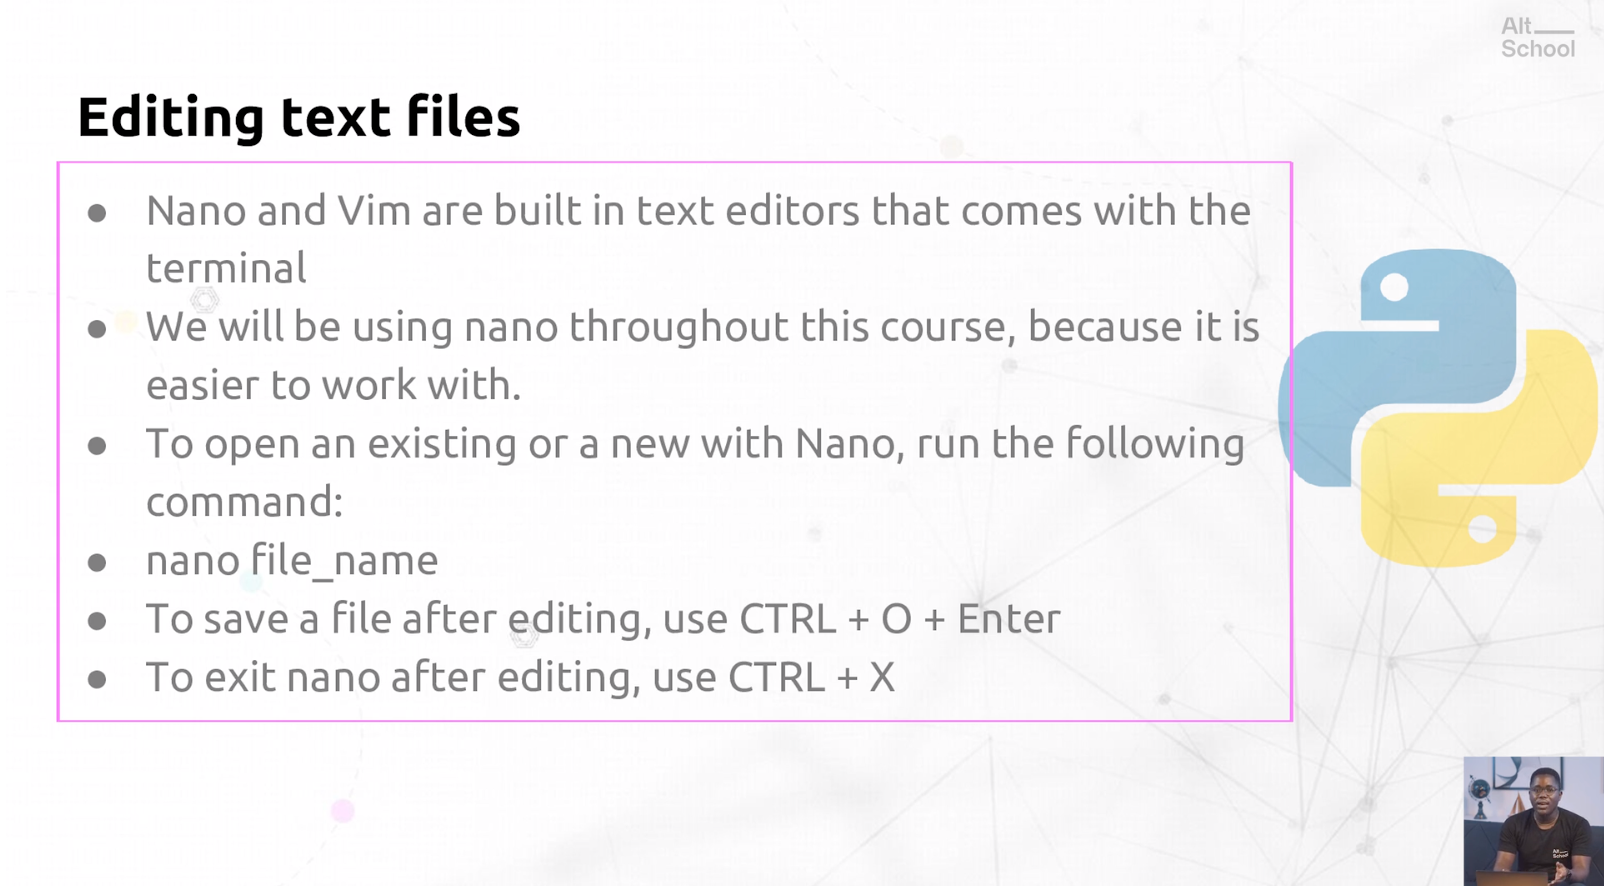 Alt
School
Editing text files
● Nano and Vim are built in text editors that comes with the
terminal
● We will be using nano throughout this course, because it is
easier to work with.
● To open an existing or a new with Nano, run the following
command:
● nano file_name
● To save a file after editing, use CTRL + O + Enter
● To exit nano after editing, use CTRL + X
Alt
School